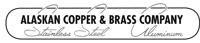 ALASKAN COPPER & BRASS COMPANY
Stainless Steel Aluminum